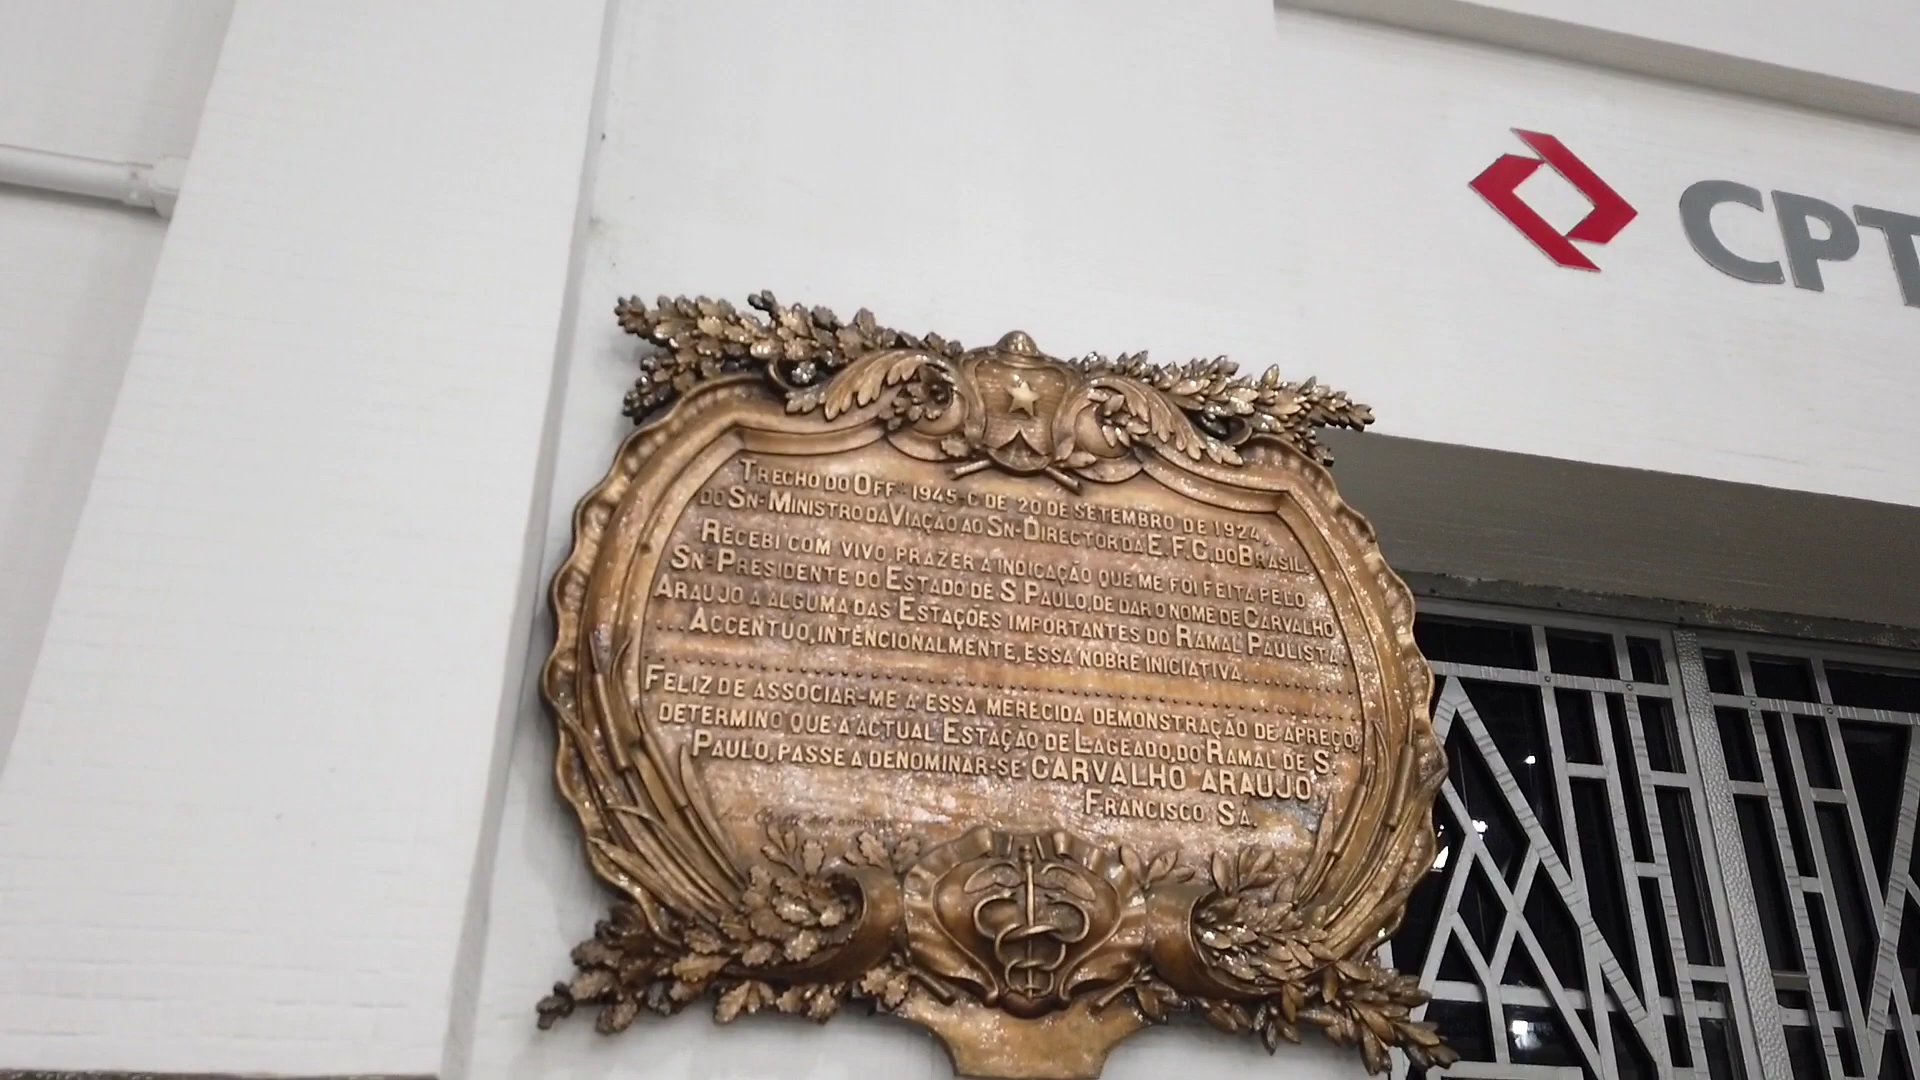 CPT
TRECHO DO OFFº 1945-C DE 20 DE SETEMBRO DE 1924,
DO SNR MINISTRO DA VIAÇÃO AO SNR DIRECTOR DA E.F.C. DO BRASIL.
RECEBI COM VIVO PRAZER A INDICAÇÃO QUE ME FOI FEITA PELO
SNR PRESIDENTE DO ESTADO DE S. PAULO, DE DAR O NOME DE CARVALHO
ARAUJO A ALGUMA DAS ESTAÇÕES IMPORTANTES DO RAMAL PAULISTA.
...ACCENTUO, INTENCIONALMENTE, ESSA NOBRE INICIATIVA..........
FELIZ DE ASSOCIAR-ME A ESSA MERECIDA DEMONSTRAÇÃO DE APREÇO,
DETERMINO QUE A ACTUAL ESTAÇÃO DE LAGEADO, DO RAMAL DE S.
PAULO, PASSE A DENOMINAR-SE CARVALHO ARAUJO
FRANCISCO SÁ.